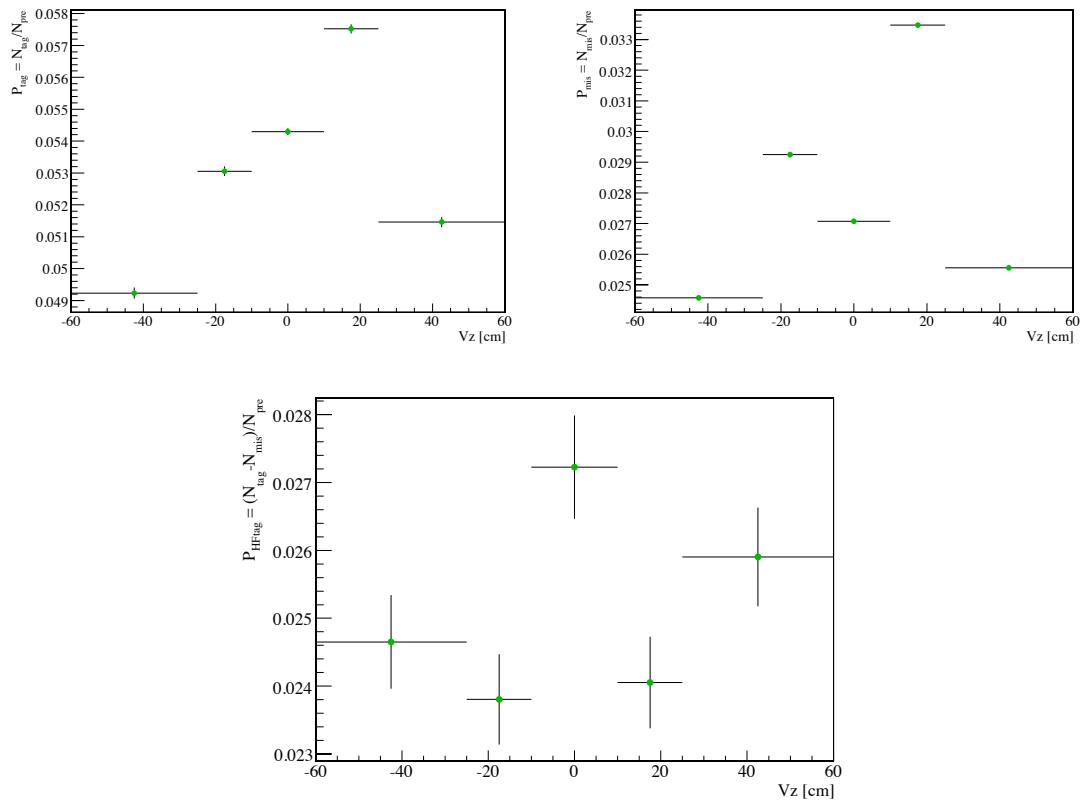 P_tag = N_tag/N_pre
0.058
0.057
0.056
0.055
0.054
0.053
0.052
0.051
0.05
0.049
-60 -40 -20 0 20 40 60
Vz [cm]
P_mis = N_mis/N_pre
0.033
0.032
0.031
0.03
0.029
0.028
0.027
0.026
0.025
-60 -40 -20 0 20 40 60
Vz [cm]
P_HFtag = (N_tag -N_mis)/N_pre
0.028
0.027
0.026
0.025
0.024
0.023
-60 -40 -20 0 20 40 60
Vz [cm]